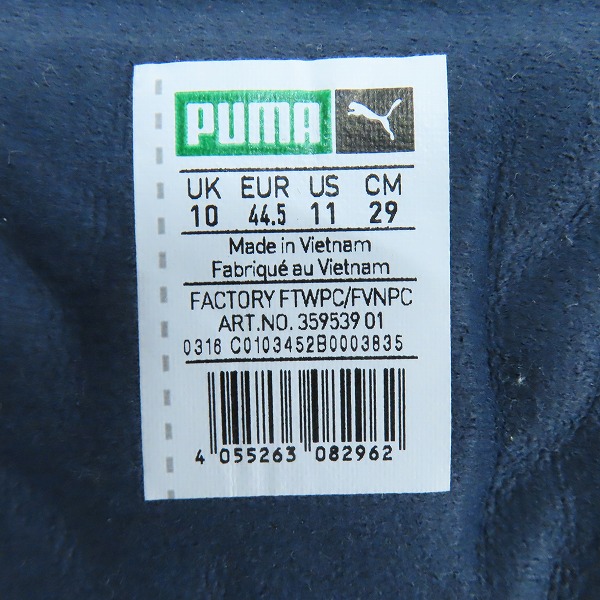 PUMA
UK EUR US CM
10 44.5 11 29
Made in Vietnam
Fabriqué au Vietnam
FACTORY FTWPC/FVNPC
ART.NO. 359539 01
0316 C0103452B0003835
4 055263 082962